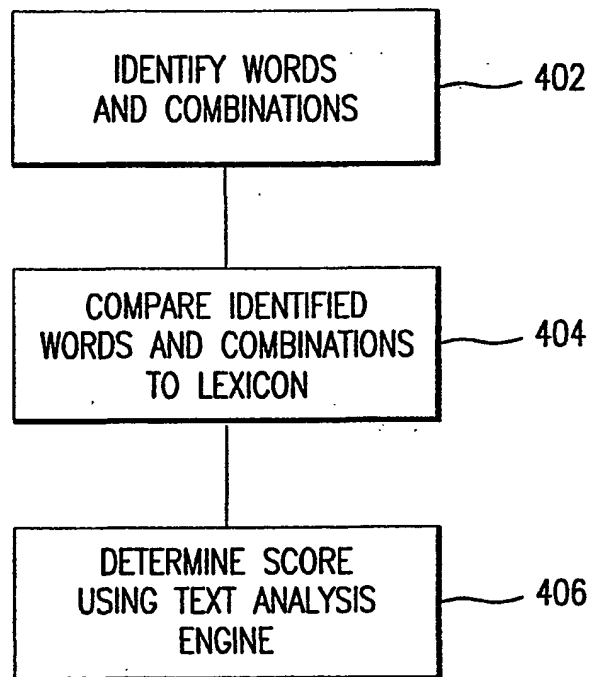 IDENTIFY WORDS
AND COMBINATIONS
402
COMPARE IDENTIFIED
WORDS AND COMBINATIONS
TO LEXICON
404
DETERMINE SCORE
USING TEXT ANALYSIS
ENGINE
406